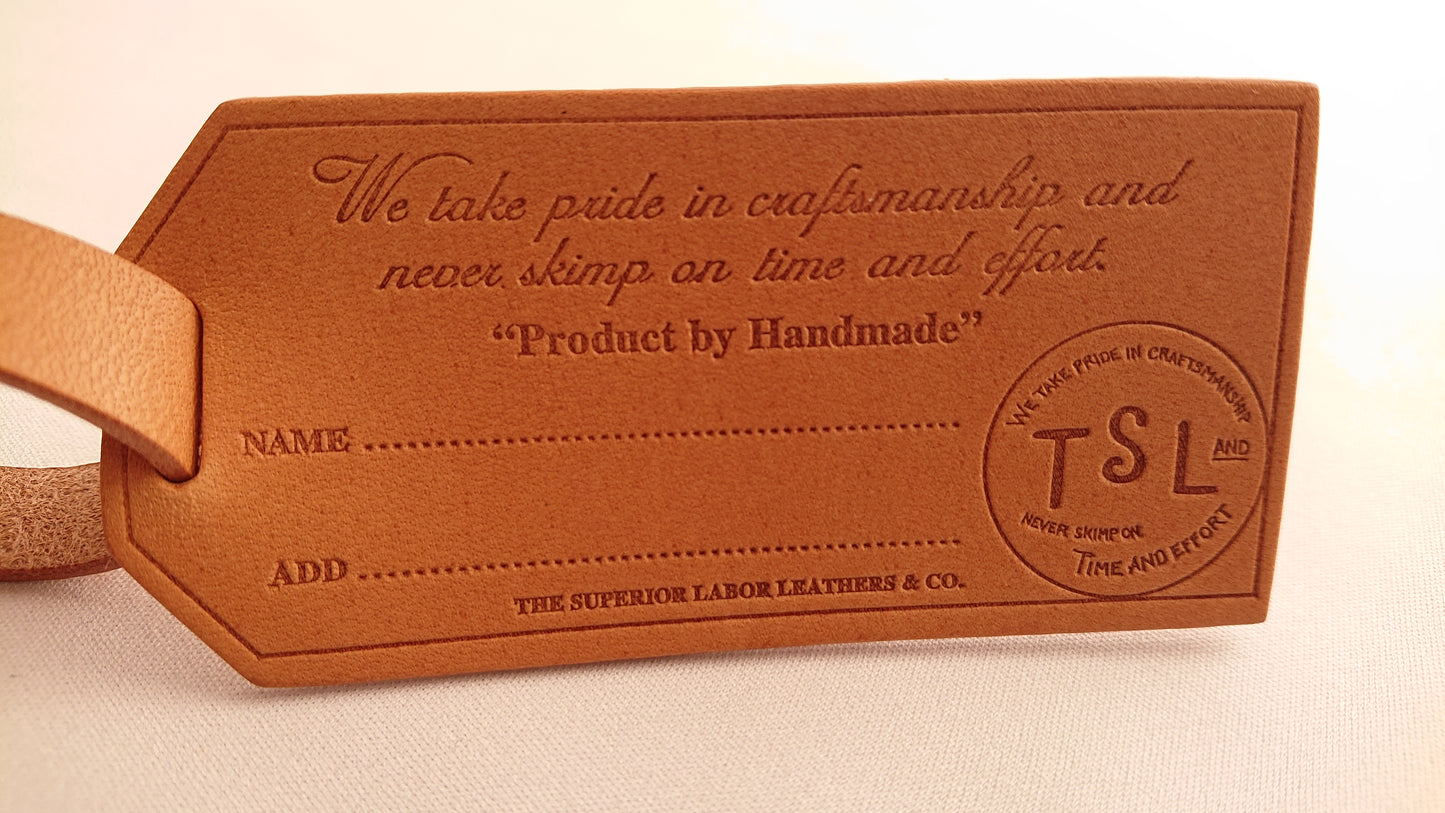 We take pride in craftsmanship and
never skimp on time and effort.
“Product by Handmade”
NAME
ADD
THE SUPERIOR LABOR LEATHERS & CO.
WE TAKE PRIDE IN CRAFTSMANSHIP
AND
TSL
NEVER SKIMP ON
TIME AND EFFORT